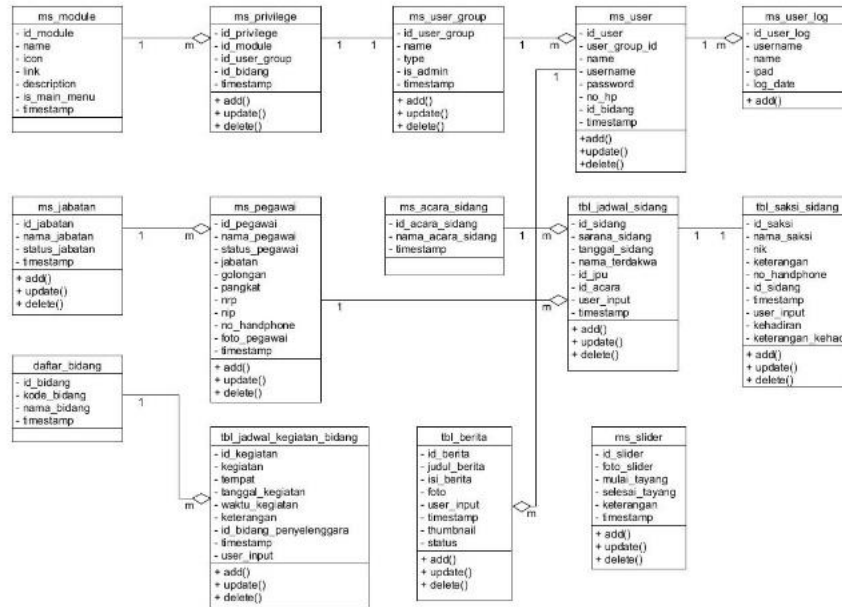 ms_module
- id_module
- name
- icon
- link
- description
- is_main_menu
- timestamp
1
m
ms_privilege
- id_privilege
- id_module
- id_user_group
- id_bidang
- timestamp
+ add()
+ update()
+ delete()
1
1
ms_user_group
- id_user_group
- name
- type
- is_admin
- timestamp
+ add()
+ update()
+ delete()
1
m
ms_user
- id_user
- user_group_id
- name
- username
- password
- no_hp
- id_bidang
- timestamp
+add()
+update()
+delete()
1
m
1
ms_user_log
- id_user_log
- username
- name
- ipad
- log_date
+ add()
ms_jabatan
- id_jabatan
- nama_jabatan
- status_jabatan
- timestamp
+ add()
+ update()
+ delete()
1
m
ms_pegawai
- id_pegawai
- nama_pegawai
- status_pegawai
- jabatan
- golongan
- pangkat
- nrp
- nip
- no_handphone
- foto_pegawai
- timestamp
+ add()
+ update()
+ delete()
1
m
ms_acara_sidang
- id_acara_sidang
- nama_acara_sidang
- timestamp
1
m
tbl_jadwal_sidang
- id_sidang
- sarana_sidang
- tanggal_sidang
- nama_terdakwa
- id_jpu
- id_acara
- user_input
- timestamp
+ add()
+ update()
+ delete()
1
1
tbl_saksi_sidang
- id_saksi
- nama_saksi
- nik
- keterangan
- no_handphone
- id_sidang
- timestamp
- user_input
- kehadiran
- keterangan_kehad
+ add()
+ update()
+ delete()
daftar_bidang
- id_bidang
- kode_bidang
- nama_bidang
- timestamp
1
m
tbl_jadwal_kegiatan_bidang
- id_kegiatan
- kegiatan
- tempat
- tanggal_kegiatan
- waktu_kegiatan
- keterangan
- id_bidang_penyelenggara
- timestamp
- user_input
+ add()
+ update()
+ delete()
tbl_berita
- id_berita
- judul_berita
- isi_berita
- foto
- user_input
- timestamp
- thumbnail
- status
+ add()
+ update()
+ delete()
m
ms_slider
- id_slider
- foto_slider
- mulai_tayang
- selesai_tayang
- keterangan
- timestamp
+ add()
+ update()
+ delete()